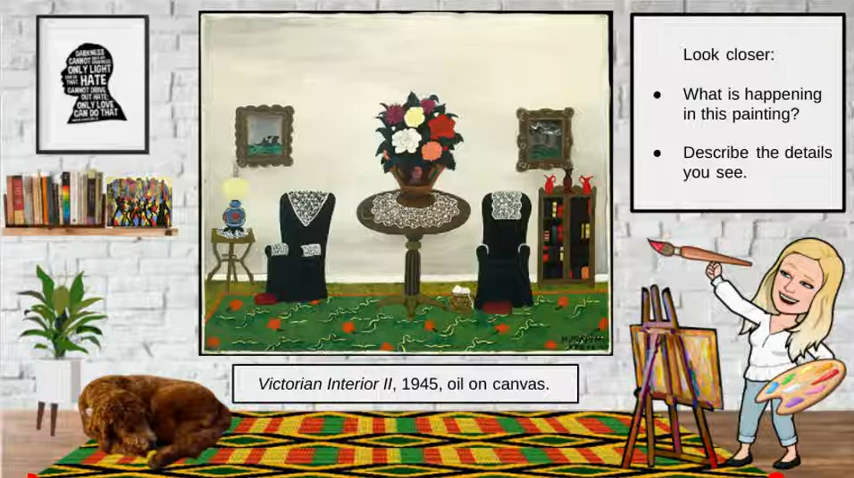 DARKNESS
CANNOT
ONLY LIGHT
THAT HATE
CANNOT DRIVE
OUT HATE:
ONLY LOVE
CAN DO THAT
Look closer:
● What is happening
in this painting?
● Describe the details
you see.
Victorian Interior II, 1945, oil on canvas.